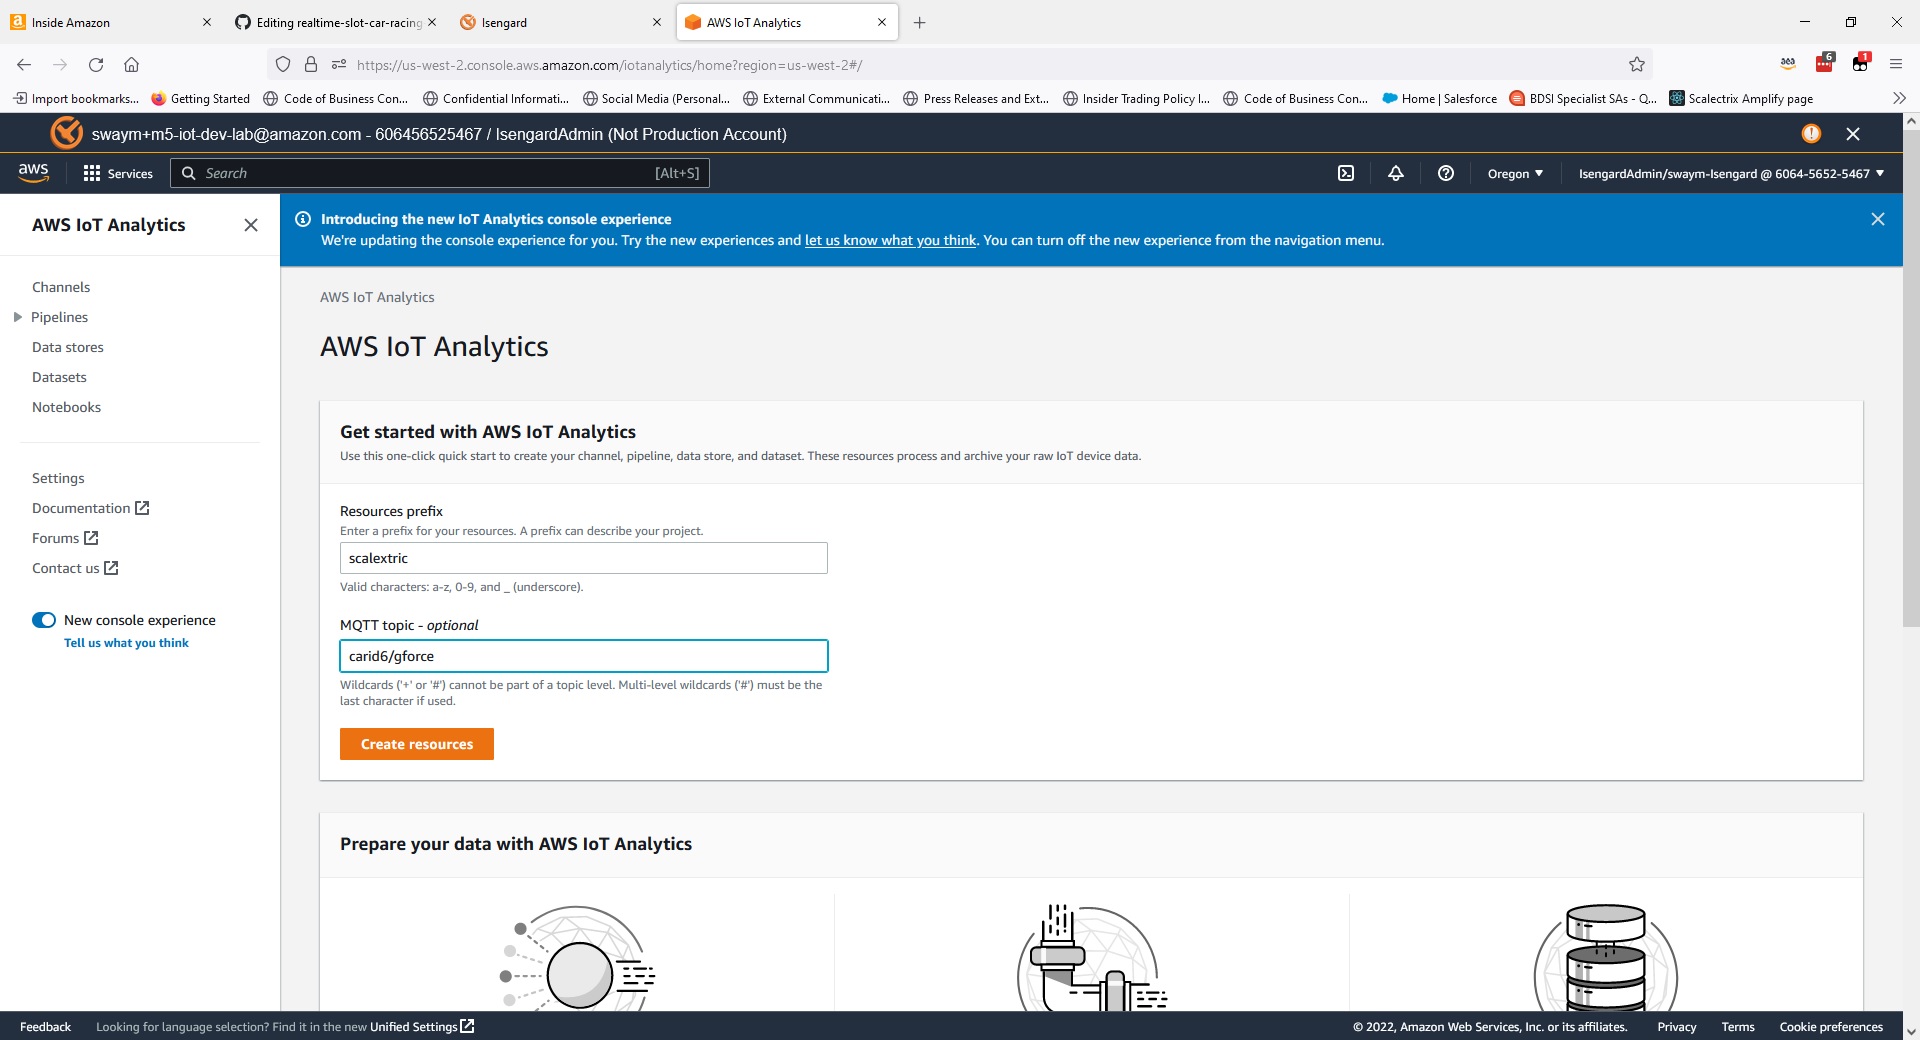 Inside Amazon
Editing realtime-slot-car-racing
Isengard
AWS IoT Analytics
https://us-west-2.console.aws.amazon.com/iotanalytics/home?region=us-west-2#/
aea
6
1
Import bookmarks...
Getting Started
Code of Business Con...
Confidential Informati...
Social Media (Personal...
External Communicati...
Press Releases and Ext...
Insider Trading Policy I...
Code of Business Con...
Home | Salesforce
BDSI Specialist SAs - Q...
Scalectrix Amplify page
swaym+m5-iot-dev-lab@amazon.com - 606456525467 / IsengardAdmin (Not Production Account)
aws
Services
Search
[Alt+S]
Oregon
IsengardAdmin/swaym-Isengard @ 6064-5652-5467
AWS IoT Analytics
Channels
Pipelines
Data stores
Datasets
Notebooks
Settings
Documentation
Forums
Contact us
New console experience
Tell us what you think
Introducing the new IoT Analytics console experience
We're updating the console experience for you. Try the new experiences and let us know what you think. You can turn off the new experience from the navigation menu.
AWS IoT Analytics
AWS IoT Analytics
Get started with AWS IoT Analytics
Use this one-click quick start to create your channel, pipeline, data store, and dataset. These resources process and archive your raw IoT device data.
Resources prefix
Enter a prefix for your resources. A prefix can describe your project.
scalextric
Valid characters: a-z, 0-9, and _ (underscore).
MQTT topic - optional
carid6/gforce
Wildcards ('+' or '#') cannot be part of a topic level. Multi-level wildcards ('#') must be the
last character if used.
Create resources
Prepare your data with AWS IoT Analytics
Feedback
Looking for language selection? Find it in the new Unified Settings
© 2022, Amazon Web Services, Inc. or its affiliates.
Privacy
Terms
Cookie preferences